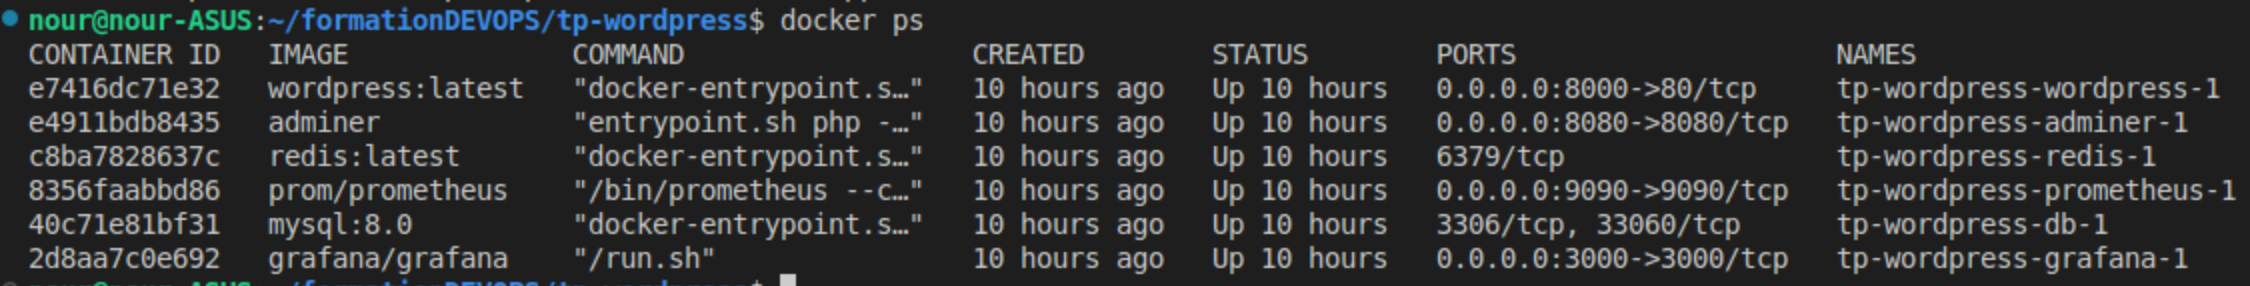 nour@nour-ASUS:~/formationDEVOPS/tp-wordpress$ docker ps
CONTAINER ID   IMAGE             COMMAND                  CREATED        STATUS        PORTS                    NAMES
e7416dc71e32   wordpress:latest   "docker-entrypoint.s…"   10 hours ago   Up 10 hours   0.0.0.0:8000->80/tcp     tp-wordpress-wordpress-1
e4911bdb8435   adminer            "entrypoint.sh php -…"   10 hours ago   Up 10 hours   0.0.0.0:8080->8080/tcp   tp-wordpress-adminer-1
c8ba7828637c   redis:latest       "docker-entrypoint.s…"   10 hours ago   Up 10 hours   6379/tcp                 tp-wordpress-redis-1
8356faabbd86   prom/prometheus    "/bin/prometheus --c…"   10 hours ago   Up 10 hours   0.0.0.0:9090->9090/tcp   tp-wordpress-prometheus-1
40c71e81bf31   mysql:8.0          "docker-entrypoint.s…"   10 hours ago   Up 10 hours   3306/tcp, 33060/tcp      tp-wordpress-db-1
2d8aa7c0e692   grafana/grafana    "/run.sh"                10 hours ago   Up 10 hours   0.0.0.0:3000->3000/tcp   tp-wordpress-grafana-1